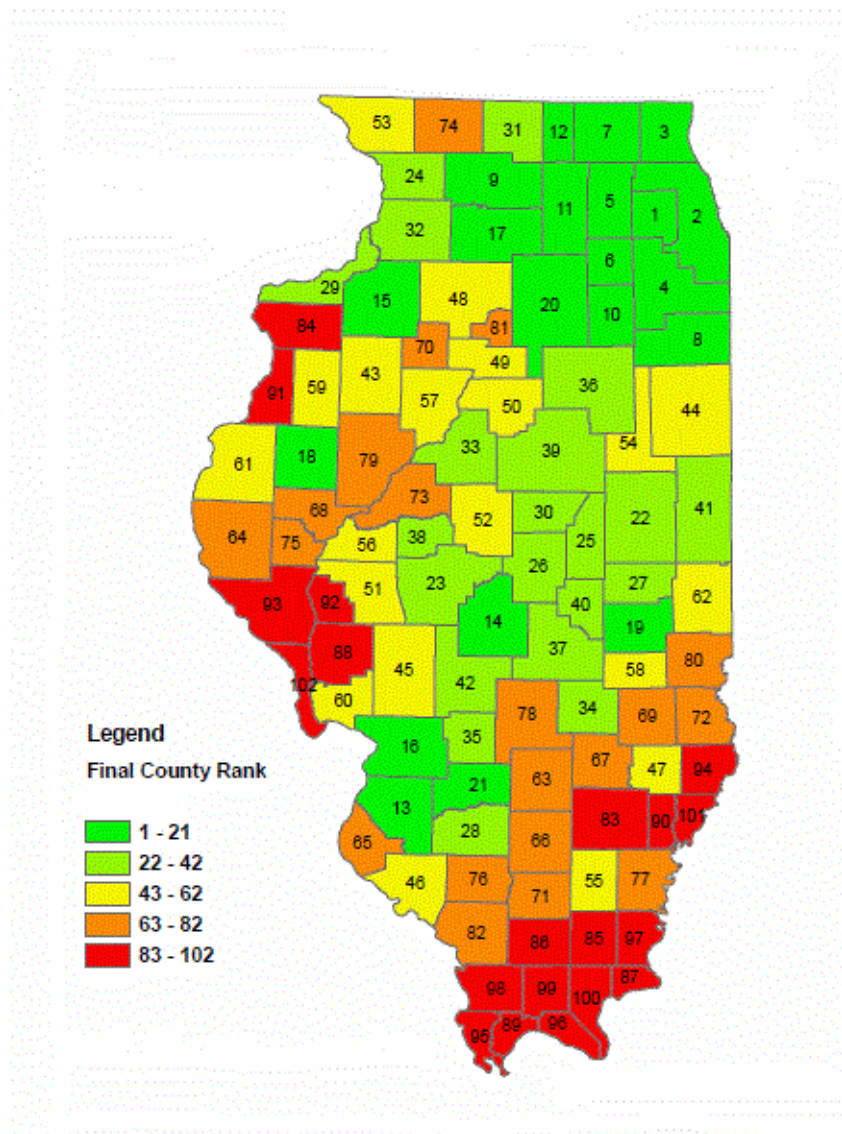 53 74 31 12 7 3
24 9 11 5 1 2
32 17 6
29 15 48 20 4
84 81 10 8
70 49
91 59 43 57 50 36 44
54
61 18 79 33 39
73 52 30 22 41
64 68 38 25
75 56 26
93 92 51 23 27 62
40
14 19
88 45 37 58 80
102 60 42
78 34 69 72
Legend
16 35
Final County Rank
63 67 47 94
21
13 83 90 101
1 - 21
65 28 66
22 - 42
46 76 71 55 77
43 - 62
63 - 82
82 86 85 97
83 - 102
98 99 100 87
95 89 96